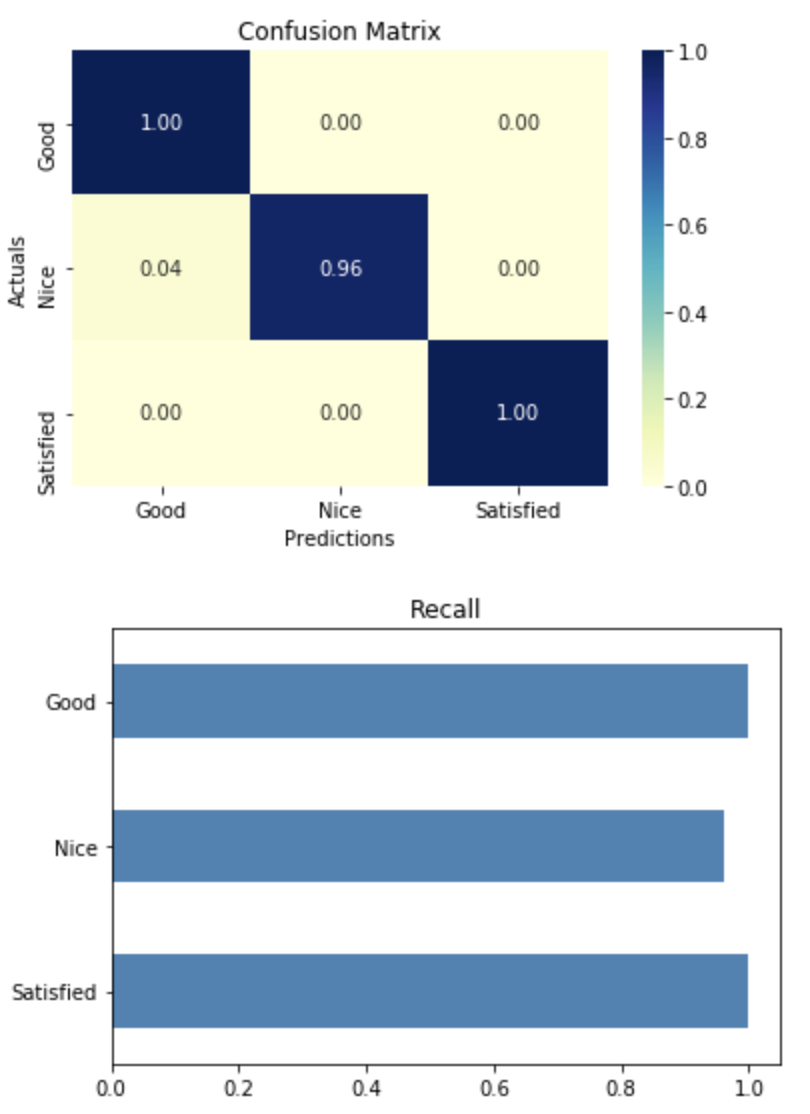 Confusion Matrix
Good
Nice
Satisfied
Actuals
1.00 0.00 0.00
0.04 0.96 0.00
0.00 0.00 1.00
Good Nice Satisfied
Predictions
1.0
0.8
0.6
0.4
0.2
0.0
Recall
Good
Nice
Satisfied
0.0 0.2 0.4 0.6 0.8 1.0